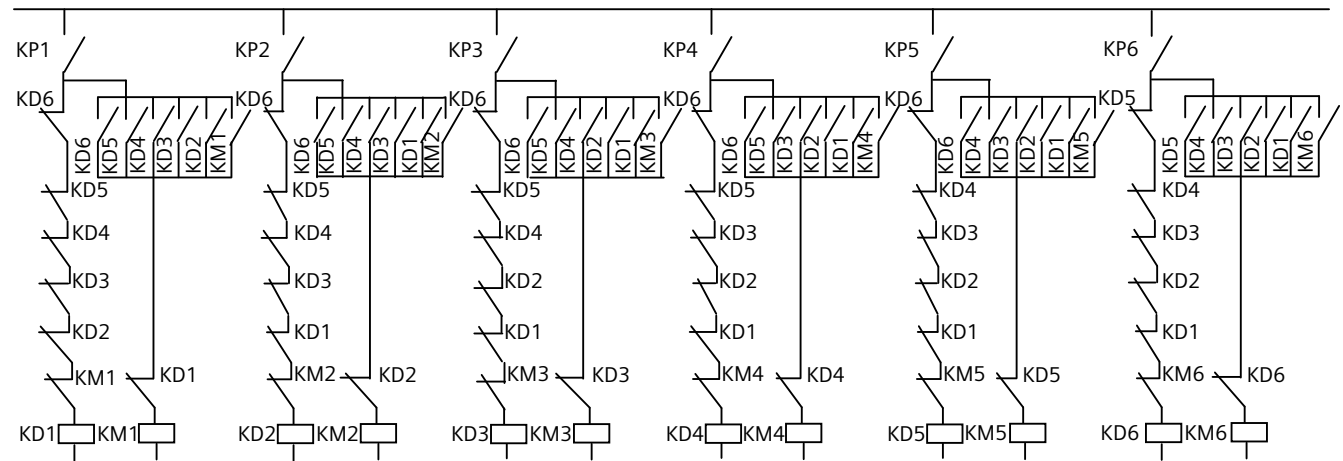 KP1 KP2 KP3 KP4 KP5 KP6
KD6 KD6 KD6 KD6 KD6 KD5
KD6 KD5 KD4 KD3 KD2 KM1
KD6 KD5 KD4 KD3 KD1 KM2
KD6 KD5 KD4 KD2 KD1 KM3
KD6 KD5 KD3 KD2 KD1 KM4
KD6 KD4 KD3 KD2 KD1 KM5
KD5 KD4 KD3 KD2 KD1 KM6
KD5 KD5 KD5 KD5 KD4 KD4
KD4 KD4 KD4 KD3 KD3 KD3
KD3 KD3 KD2 KD2 KD2 KD2
KD2 KD1 KD1 KD1 KD1 KD1
KM1 KD1 KM2 KD2 KM3 KD3 KM4 KD4 KM5 KD5 KM6 KD6
KD1 KM1 KD2 KM2 KD3 KM3 KD4 KM4 KD5 KM5 KD6 KM6